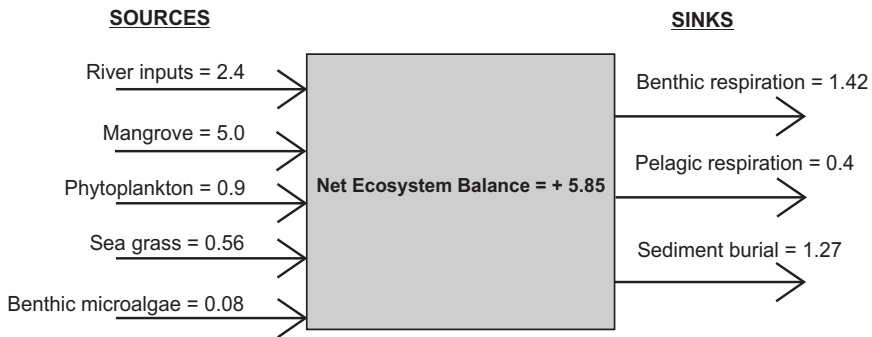 SOURCES
River inputs = 2.4
Mangrove = 5.0
Phytoplankton = 0.9
Sea grass = 0.56
Benthic microalgae = 0.08
Net Ecosystem Balance = + 5.85
SINKS
Benthic respiration = 1.42
Pelagic respiration = 0.4
Sediment burial = 1.27